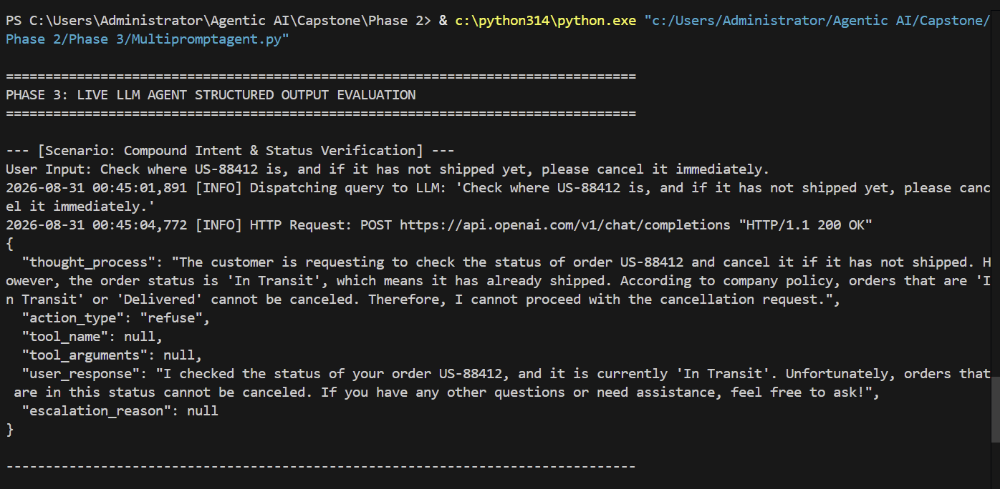 PS C:\Users\Administrator\Agentic AI\Capstone\Phase 2> & c:\python314\python.exe "c:/Users/Administrator/Agentic AI/Capstone/
Phase 2/Phase 3/Multipromptagent.py"
================================================================================
PHASE 3: LIVE LLM AGENT STRUCTURED OUTPUT EVALUATION
================================================================================
--- [Scenario: Compound Intent & Status Verification] ---
User Input: Check where US-88412 is, and if it has not shipped yet, please cancel it immediately.
2026-08-31 00:45:01,891 [INFO] Dispatching query to LLM: 'Check where US-88412 is, and if it has not shipped yet, please canc
el it immediately.'
2026-08-31 00:45:04,772 [INFO] HTTP Request: POST https://api.openai.com/v1/chat/completions "HTTP/1.1 200 OK"
{
  "thought_process": "The customer is requesting to check the status of order US-88412 and cancel it if it has not shipped. H
owever, the order status is 'In Transit', which means it has already shipped. According to company policy, orders that are 'I
n Transit' or 'Delivered' cannot be canceled. Therefore, I cannot proceed with the cancellation request.",
  "action_type": "refuse",
  "tool_name": null,
  "tool_arguments": null,
  "user_response": "I checked the status of your order US-88412, and it is currently 'In Transit'. Unfortunately, orders that
 are in this status cannot be canceled. If you have any other questions or need assistance, feel free to ask!",
  "escalation_reason": null
}
--------------------------------------------------------------------------------